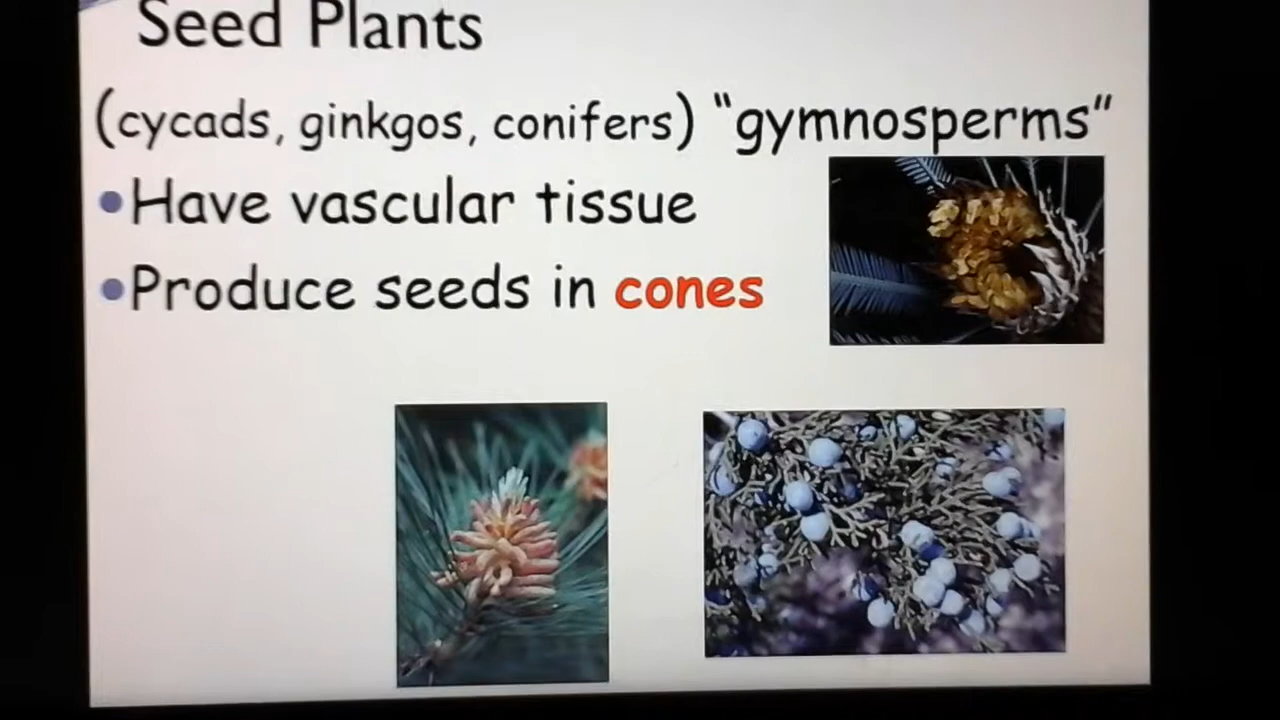 Seed Plants
(cycads, ginkgos, conifers) “gymnosperms”
•Have vascular tissue
•Produce seeds in cones